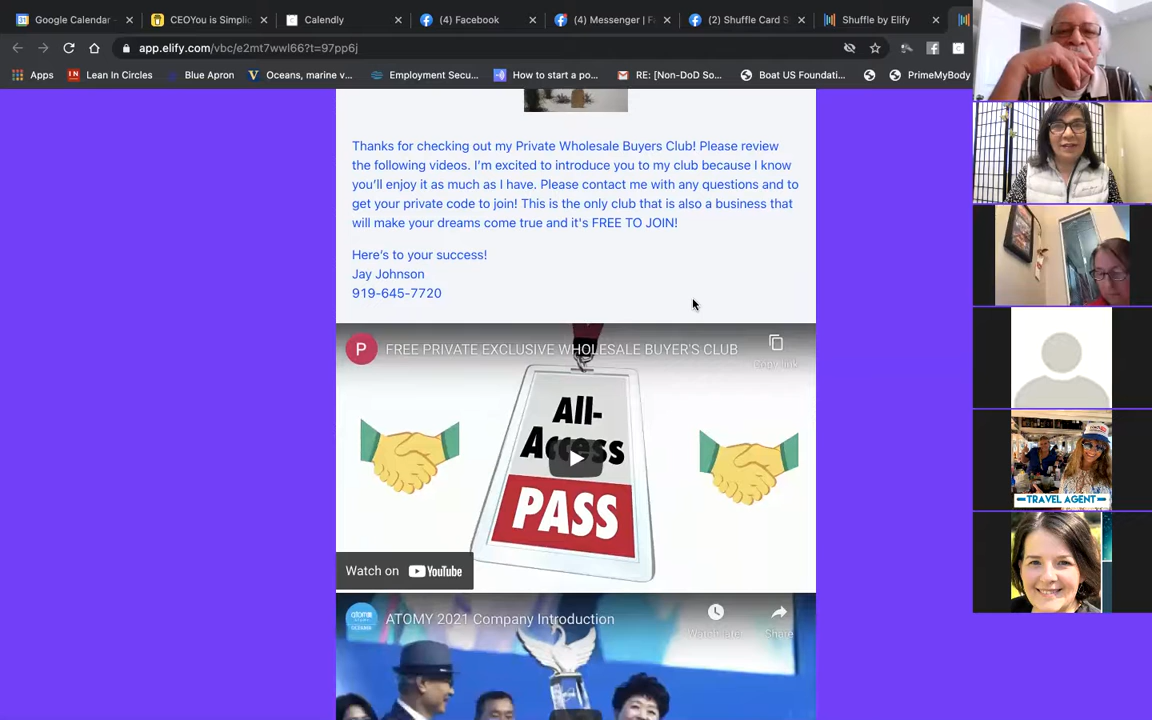 Google Calendar -
CEOYou is Simplic
Calendly
(4) Facebook
(4) Messenger | Fa
(2) Shuffle Card S
Shuffle by Elify
app.elify.com/vbc/e2mt7wwl66?t=97pp6j
Apps
Lean In Circles
Blue Apron
Oceans, marine v...
Employment Secu...
How to start a po...
RE: [Non-DoD So...
Boat US Foundati...
PrimeMyBody
Thanks for checking out my Private Wholesale Buyers Club! Please review
the following videos. I'm excited to introduce you to my club because I know
you'll enjoy it as much as I have. Please contact me with any questions and to
get your private code to join! This is the only club that is also a business that
will make your dreams come true and it's FREE TO JOIN!
Here's to your success!
Jay Johnson
919-645-7720
P
FREE PRIVATE EXCLUSIVE WHOLESALE BUYER'S CLUB
Copy link
All-
Access
PASS
Watch on YouTube
TRAVEL AGENT
ATOMY 2021 Company Introduction
Watch later
Share